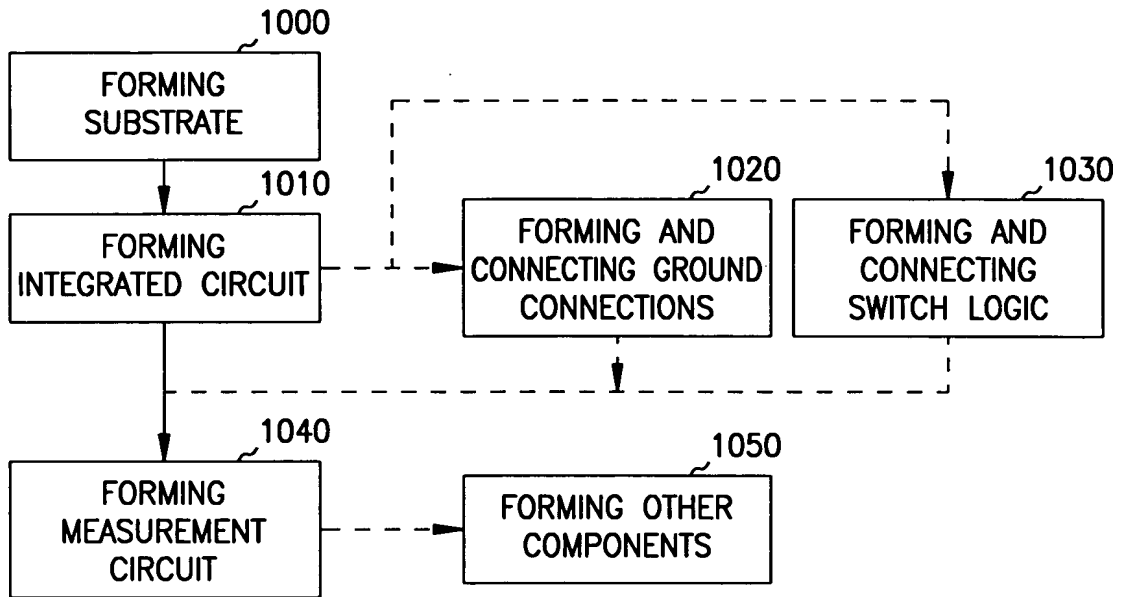 1000
FORMING
SUBSTRATE
1010
FORMING
INTEGRATED CIRCUIT
1020
FORMING AND
CONNECTING GROUND
CONNECTIONS
1030
FORMING AND
CONNECTING
SWITCH LOGIC
1040
FORMING
MEASUREMENT
CIRCUIT
1050
FORMING OTHER
COMPONENTS